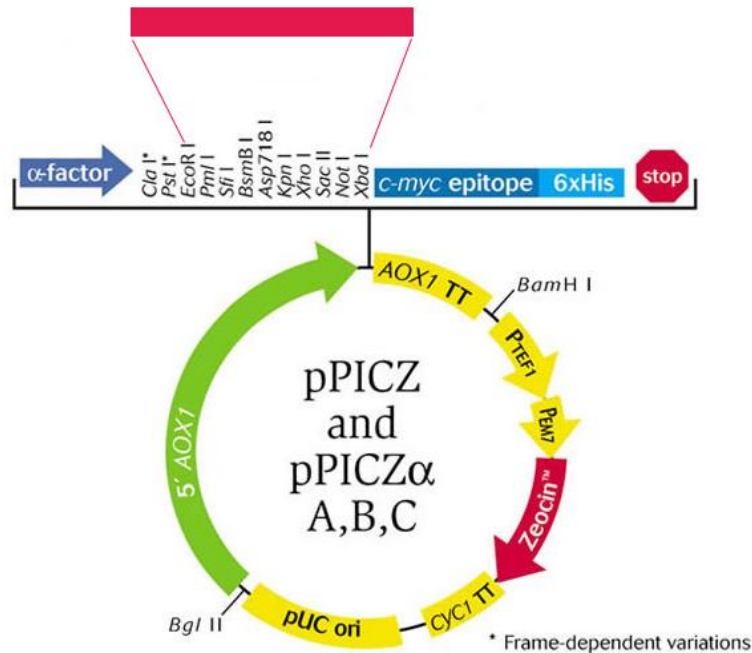 α-factor
Cla I*
Pst I*
EcoR I
Pml I
Sfi I
BsmB I
Asp718 I
Kpn I
Xho I
Sac II
Not I
Xba I
c-myc epitope
6xHis
stop
AOX1 TT
BamH I
PTEF1
PEM7
5´ AOX1
pPICZ
and
pPICZα
A,B,C
Zeocin™
Bgl II
pUC ori
CYC1 TT
* Frame-dependent variations